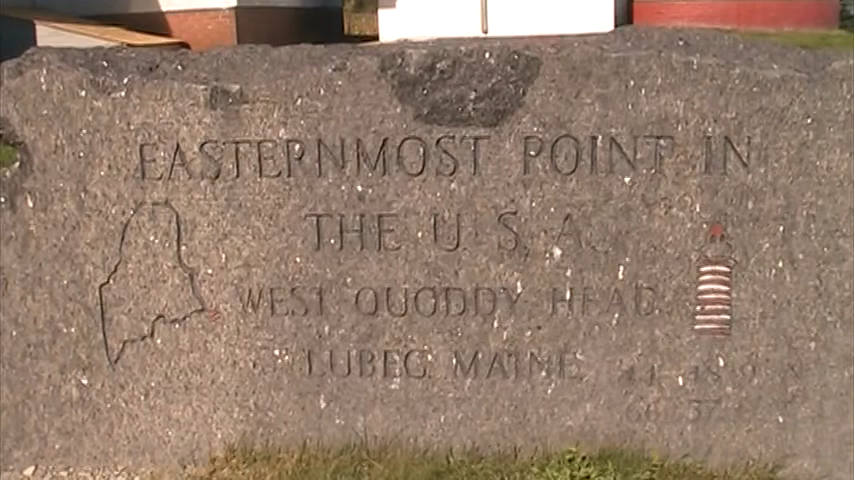 EASTERNMOST POINT IN
THE U. S. A.
WEST QUODDY HEAD
LUBEC MAINE